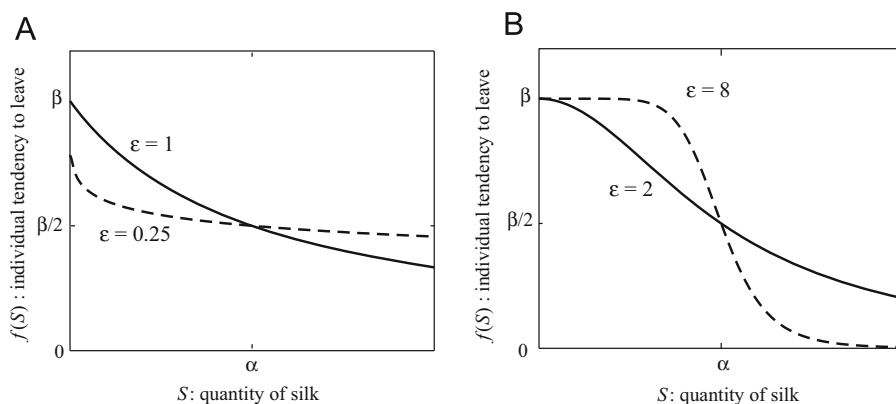 A
f(S) : individual tendency to leave
β
ε = 1
β/2
ε = 0.25
0
α
S: quantity of silk
B
f(S) : individual tendency to leave
β
ε = 8
ε = 2
β/2
0
α
S: quantity of silk